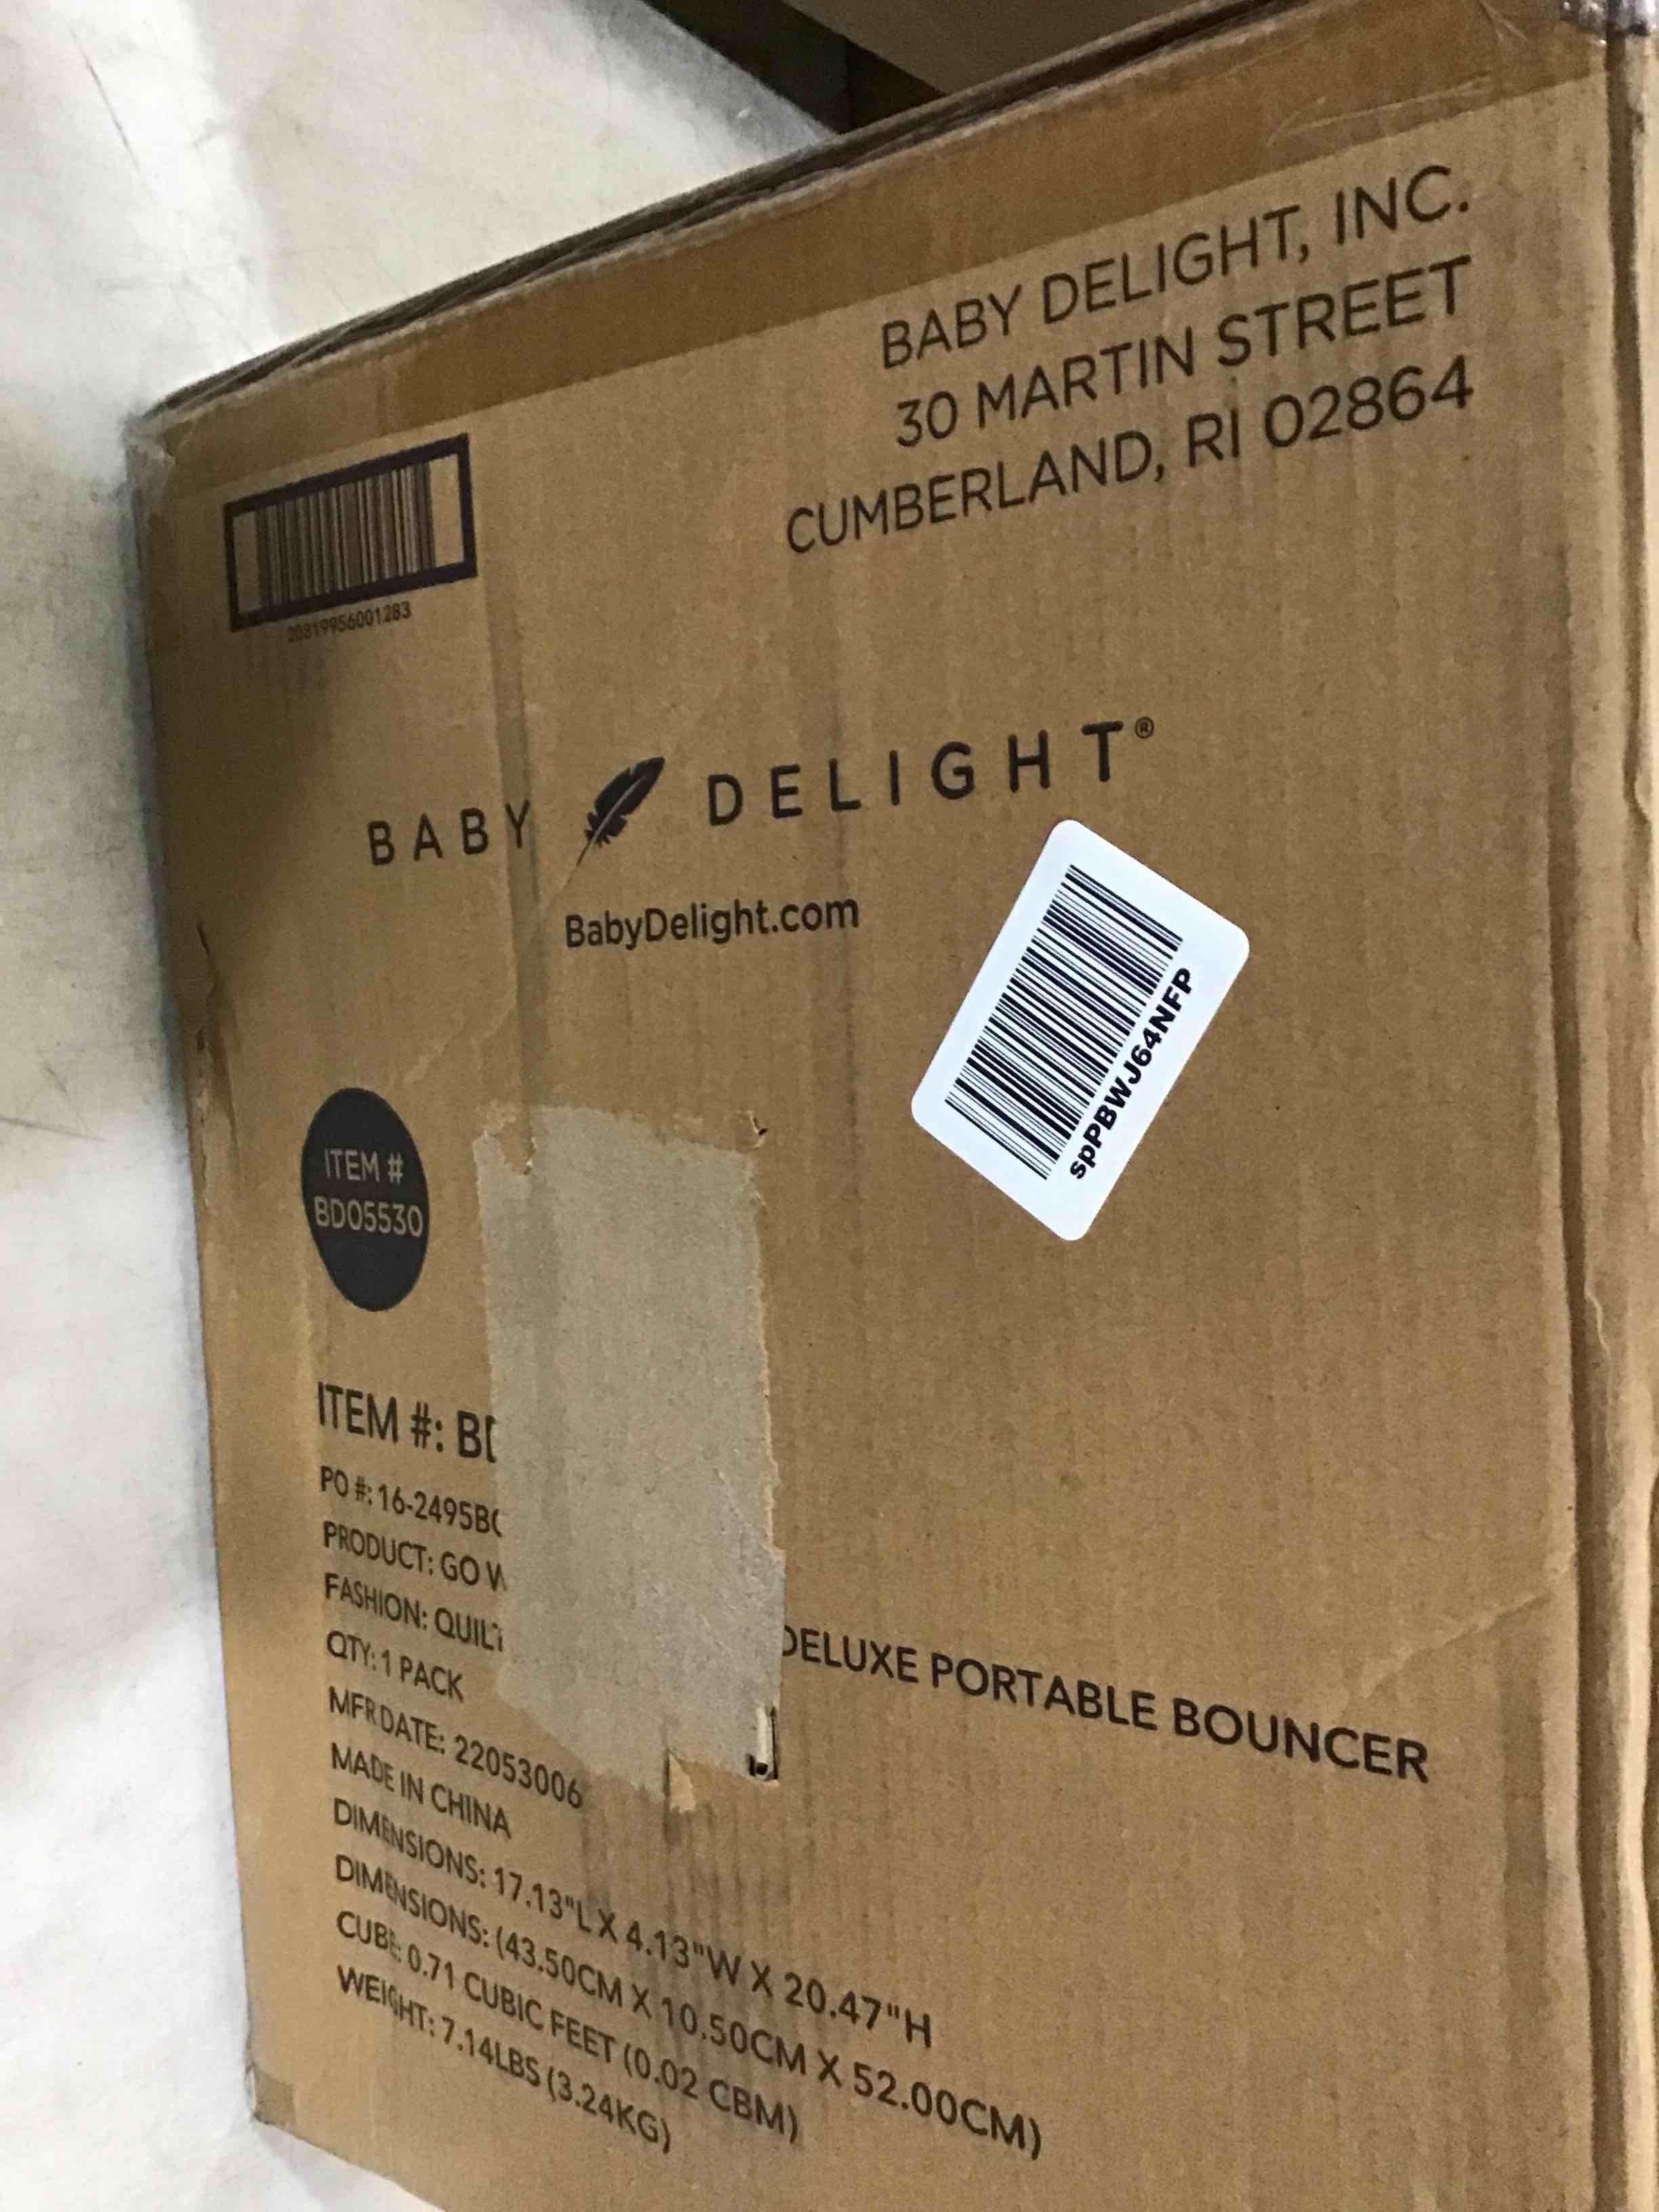 BABY DELIGHT, INC.
30 MARTIN STREET
CUMBERLAND, RI 02864
20819956001283
BABY DELIGHT®
BabyDelight.com
spPBWJ64NFP
ITEM #
BD05530
ITEM #:
PO #: 16-2495
PRODUCT: GO
FASHION:
DELUXE PORTABLE BOUNCER
QTY: 1 PACK
MFR DATE: 22053006
MADE IN CHINA
DIMENSIONS: 17.13"L X 4.13"W X 20.47"H
DIMENSIONS: (43.50CM X 10.50CM X 52.00CM)
CUBE: 0.71 CUBIC FEET (0.02 CBM)
WEIGHT: 7.14LBS (3.24KG)